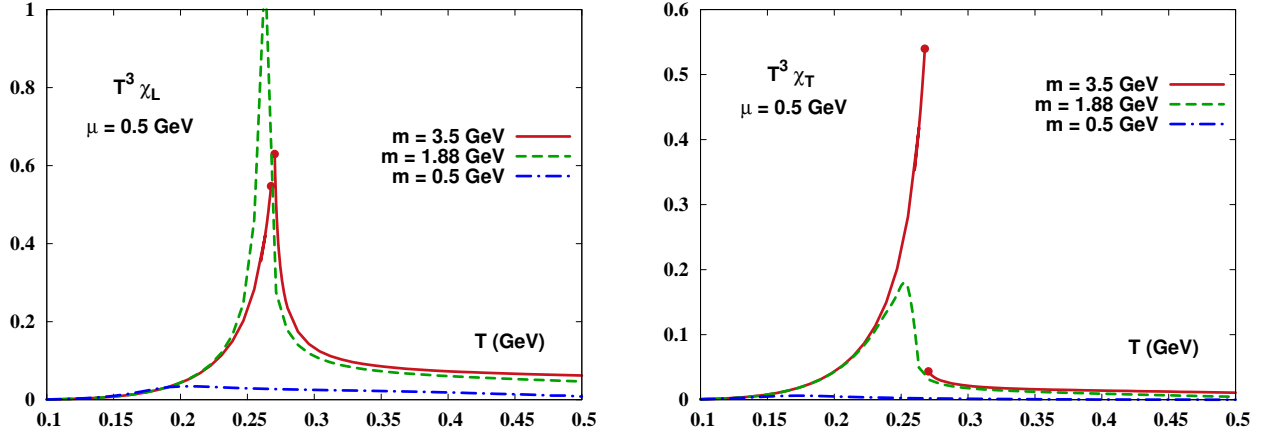 1
0.8
0.6
0.4
0.2
0
0.1 0.15 0.2 0.25 0.3 0.35 0.4 0.45 0.5
T³ χL
μ = 0.5 GeV
m = 3.5 GeV
m = 1.88 GeV
m = 0.5 GeV
T (GeV)
0.6
0.5
0.4
0.3
0.2
0.1
0
0.1 0.15 0.2 0.25 0.3 0.35 0.4 0.45 0.5
T³ χT
μ = 0.5 GeV
m = 3.5 GeV
m = 1.88 GeV
m = 0.5 GeV
T (GeV)